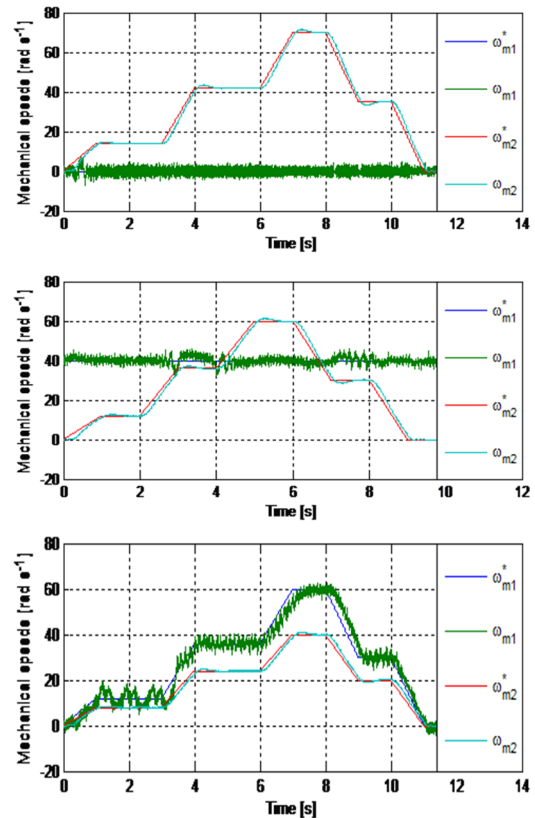 Mechanical speeds [rad s⁻¹]
80
60
40
20
0
-20
0 2 4 6 8 10 12 14
Time [s]
ω*m1
ωm1
ω*m2
ωm2
Mechanical speeds [rad s⁻¹]
80
60
40
20
0
-20
0 2 4 6 8 10 12
Time [s]
ω*m1
ωm1
ω*m2
ωm2
Mechanical speeds [rad s⁻¹]
80
60
40
20
0
-20
0 2 4 6 8 10 12 14
Time [s]
ω*m1
ωm1
ω*m2
ωm2